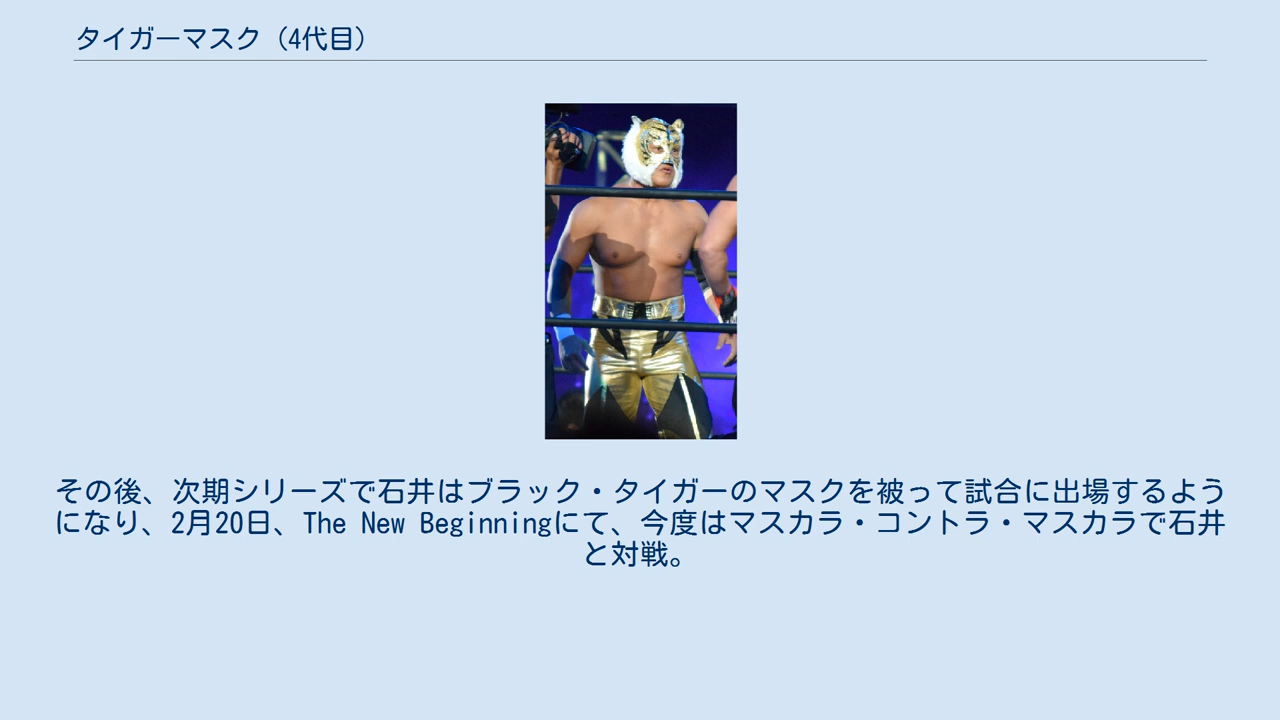 タイガーマスク（4代目）
その後、次期シリーズで石井はブラック・タイガーのマスクを被って試合に出場するよう
になり、2月20日、The New Beginningにて、今度はマスカラ・コントラ・マスカラで石井
と対戦。